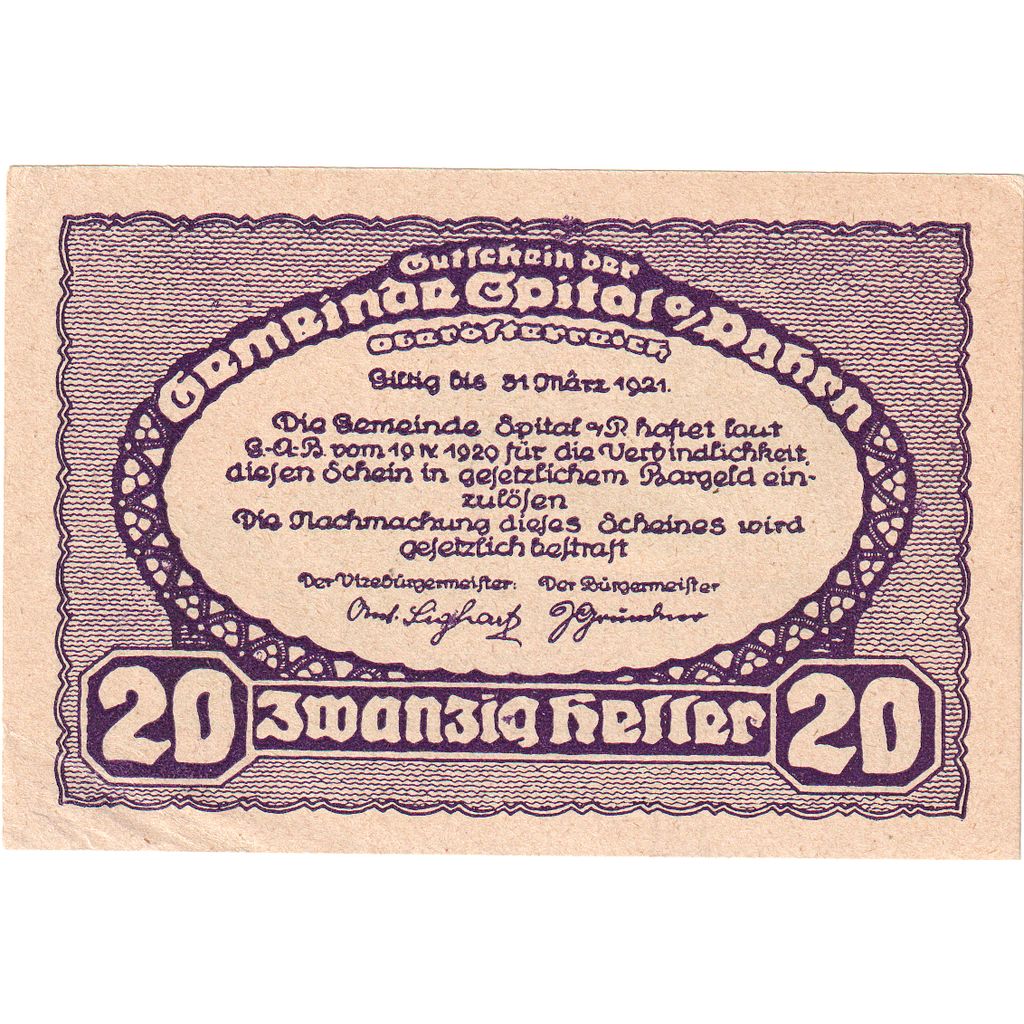 Gutschein der
Gemeinde Spital a/Pyhrn
Oberösterreich
Giltig bis 31 März 1921.
Die Gemeinde Spital a/P. haftet laut
G.-A.-B. vom 19 IV. 1920 für die Verbindlichkeit,
diesen Schein in gesetzlichem Bargeld ein-
zulösen
Die Nachmachung dieses Scheines wird
gesetzlich bestraft
Der Vizebürgermeister: Der Bürgermeister
Ant. J Gründner
20 Zwanzig Heller 20